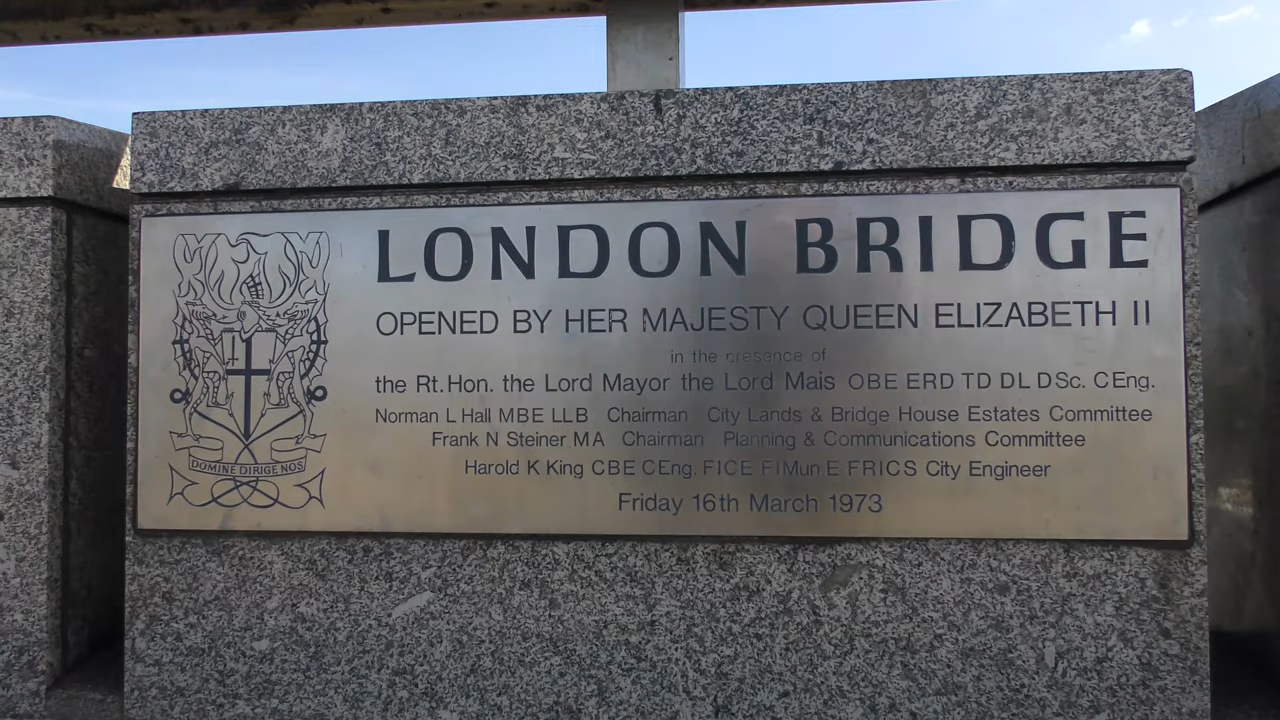 LONDON BRIDGE
OPENED BY HER MAJESTY QUEEN ELIZABETH II
in the presence of
the Rt.Hon. the Lord Mayor the Lord Mais OBE ERD TD DL DSc. CEng.
Norman L Hall MBE LLB Chairman City Lands & Bridge House Estates Committee
Frank N Steiner MA Chairman Planning & Communications Committee
Harold K King CBE CEng. FICE FIMun.E FRICS City Engineer
Friday 16th March 1973
DOMINE DIRIGE NOS